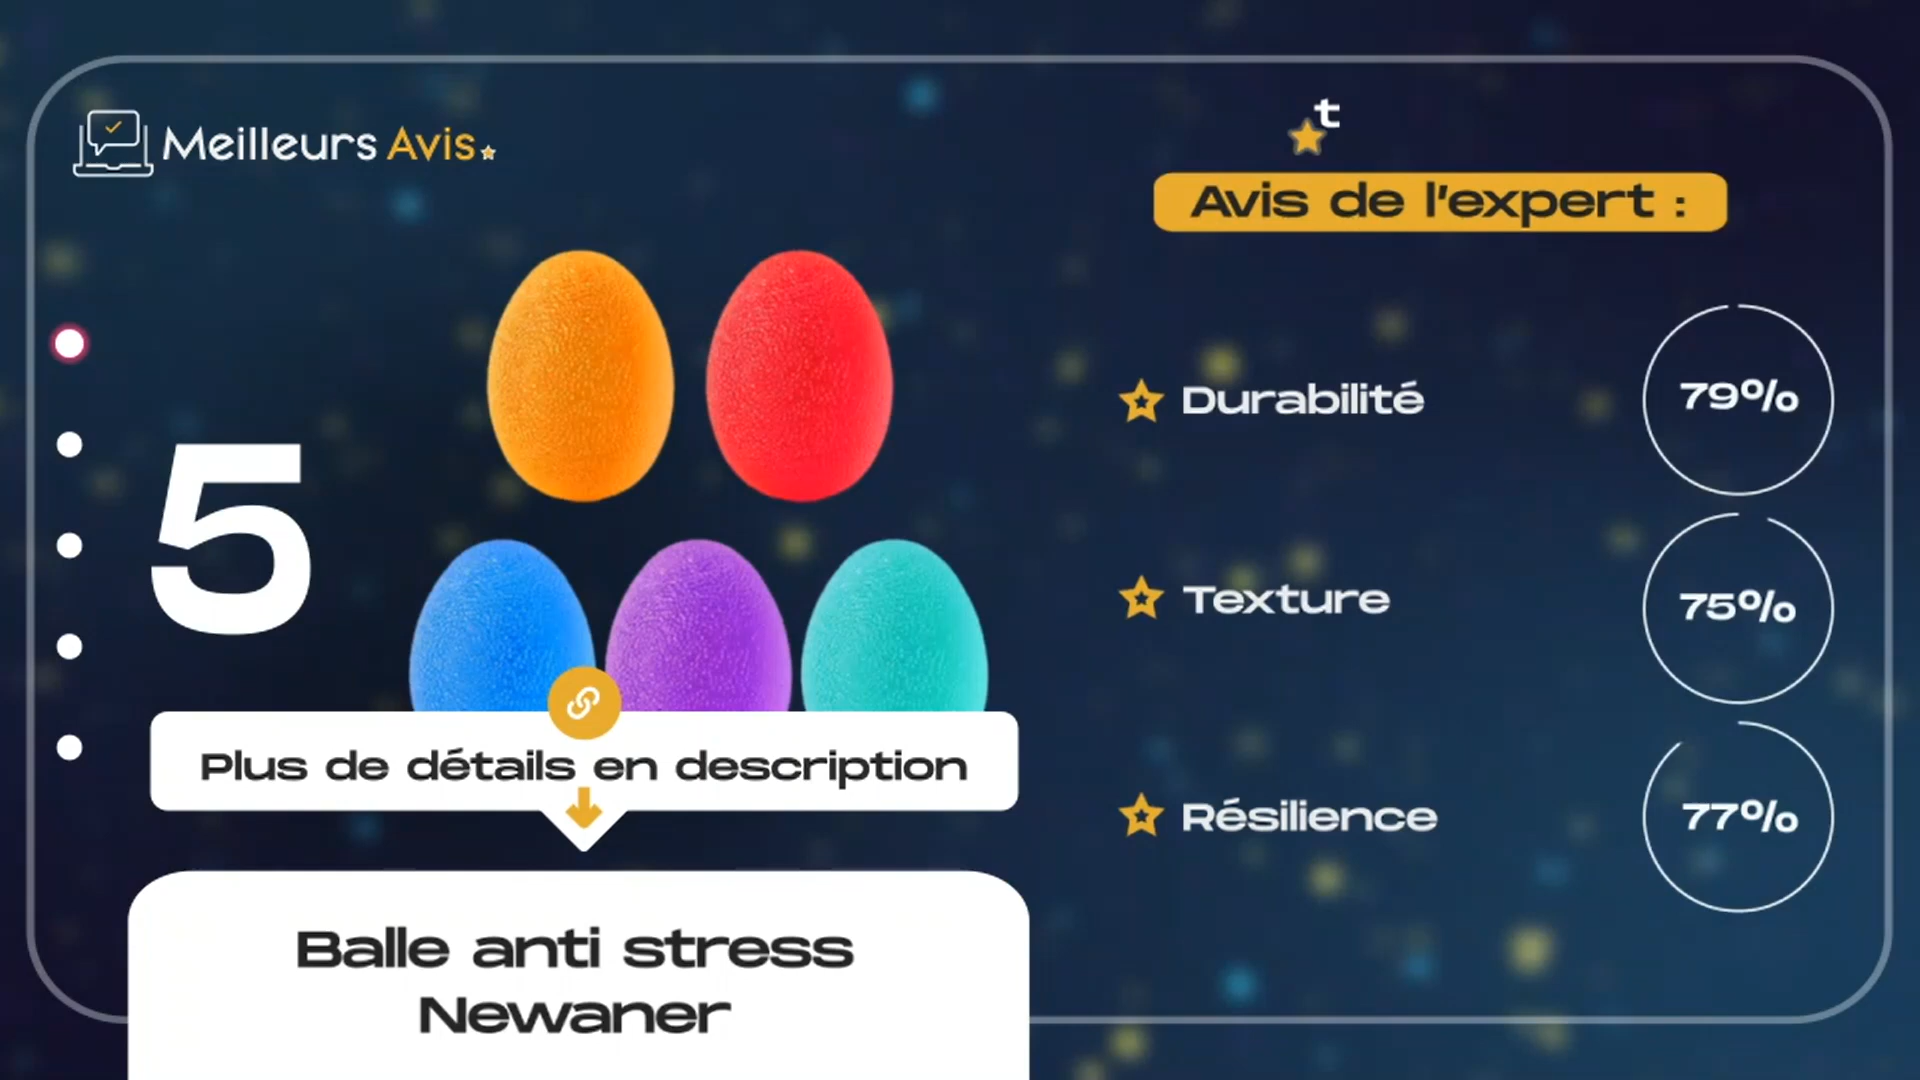 Meilleurs Avis
t
Avis de l'expert :
5
Durabilité
79%
Texture
75%
Résilience
77%
Plus de détails en description
Balle anti stress
Newaner